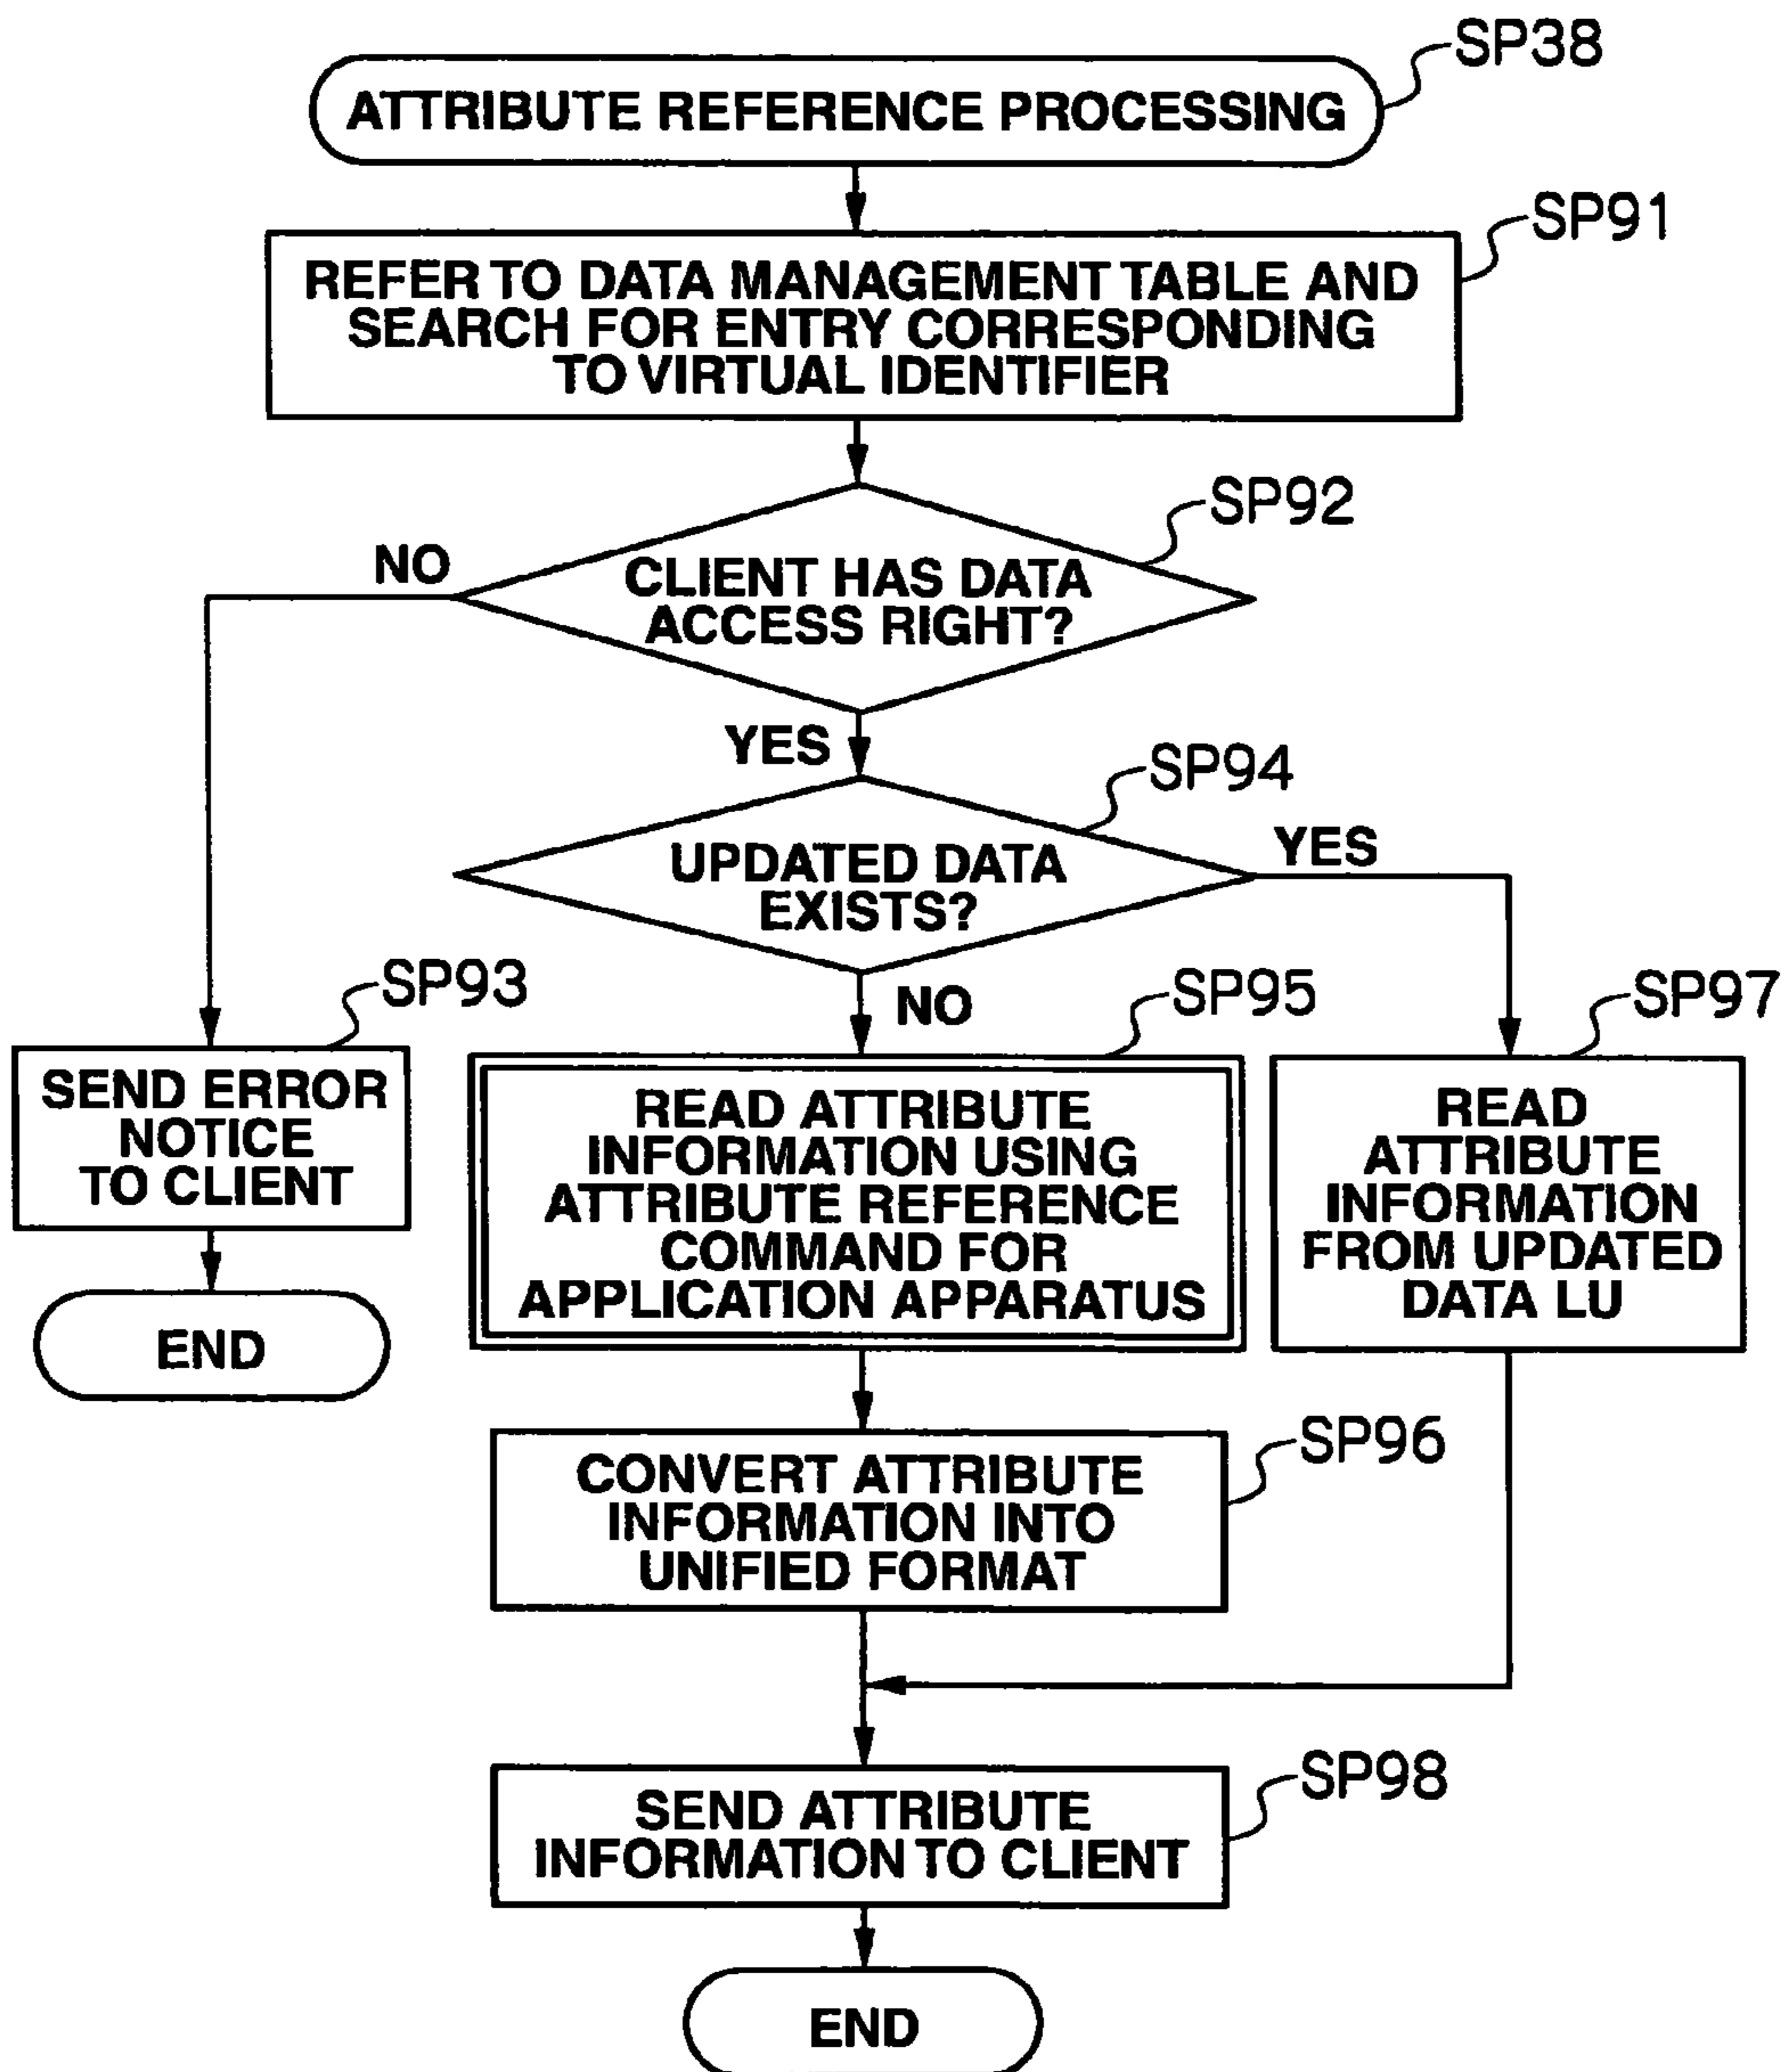 SP38
ATTRIBUTE REFERENCE PROCESSING
SP91
REFER TO DATA MANAGEMENT TABLE AND
SEARCH FOR ENTRY CORRESPONDING
TO VIRTUAL IDENTIFIER
SP92
NO
CLIENT HAS DATA
ACCESS RIGHT?
YES
SP94
UPDATED DATA
EXISTS?
YES
NO
SP93
SEND ERROR
NOTICE
TO CLIENT
END
SP95
READ ATTRIBUTE
INFORMATION USING
ATTRIBUTE REFERENCE
COMMAND FOR
APPLICATION APPARATUS
SP97
READ
ATTRIBUTE
INFORMATION
FROM UPDATED
DATA LU
SP96
CONVERT ATTRIBUTE
INFORMATION INTO
UNIFIED FORMAT
SP98
SEND ATTRIBUTE
INFORMATION TO CLIENT
END